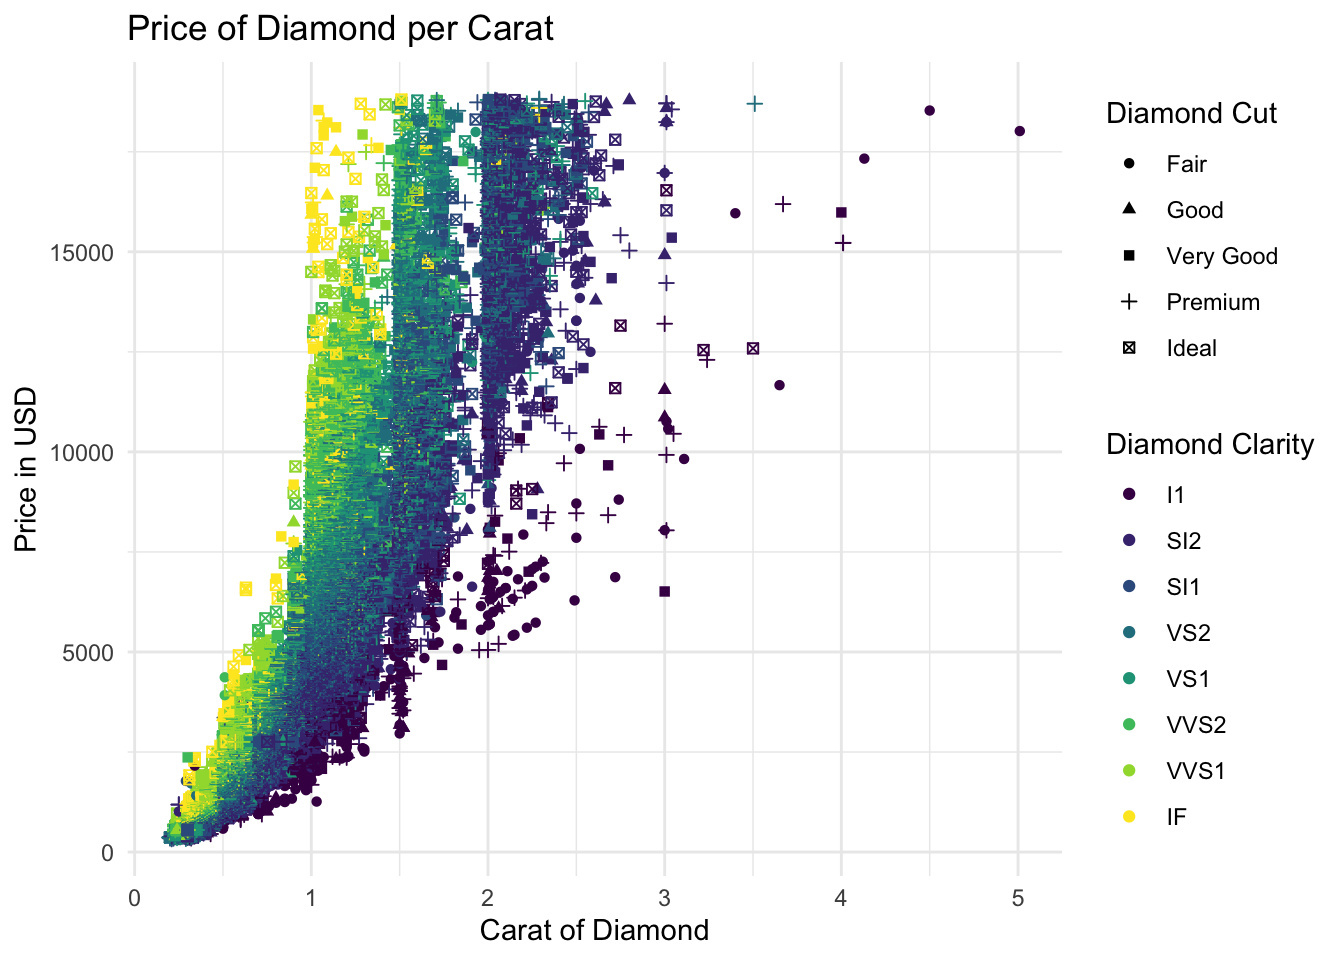 Price of Diamond per Carat
Price in USD
15000
10000
5000
0
0 1 2 3 4 5
Carat of Diamond
Diamond Cut
Fair
Good
Very Good
Premium
Ideal
Diamond Clarity
I1
SI2
SI1
VS2
VS1
VVS2
VVS1
IF